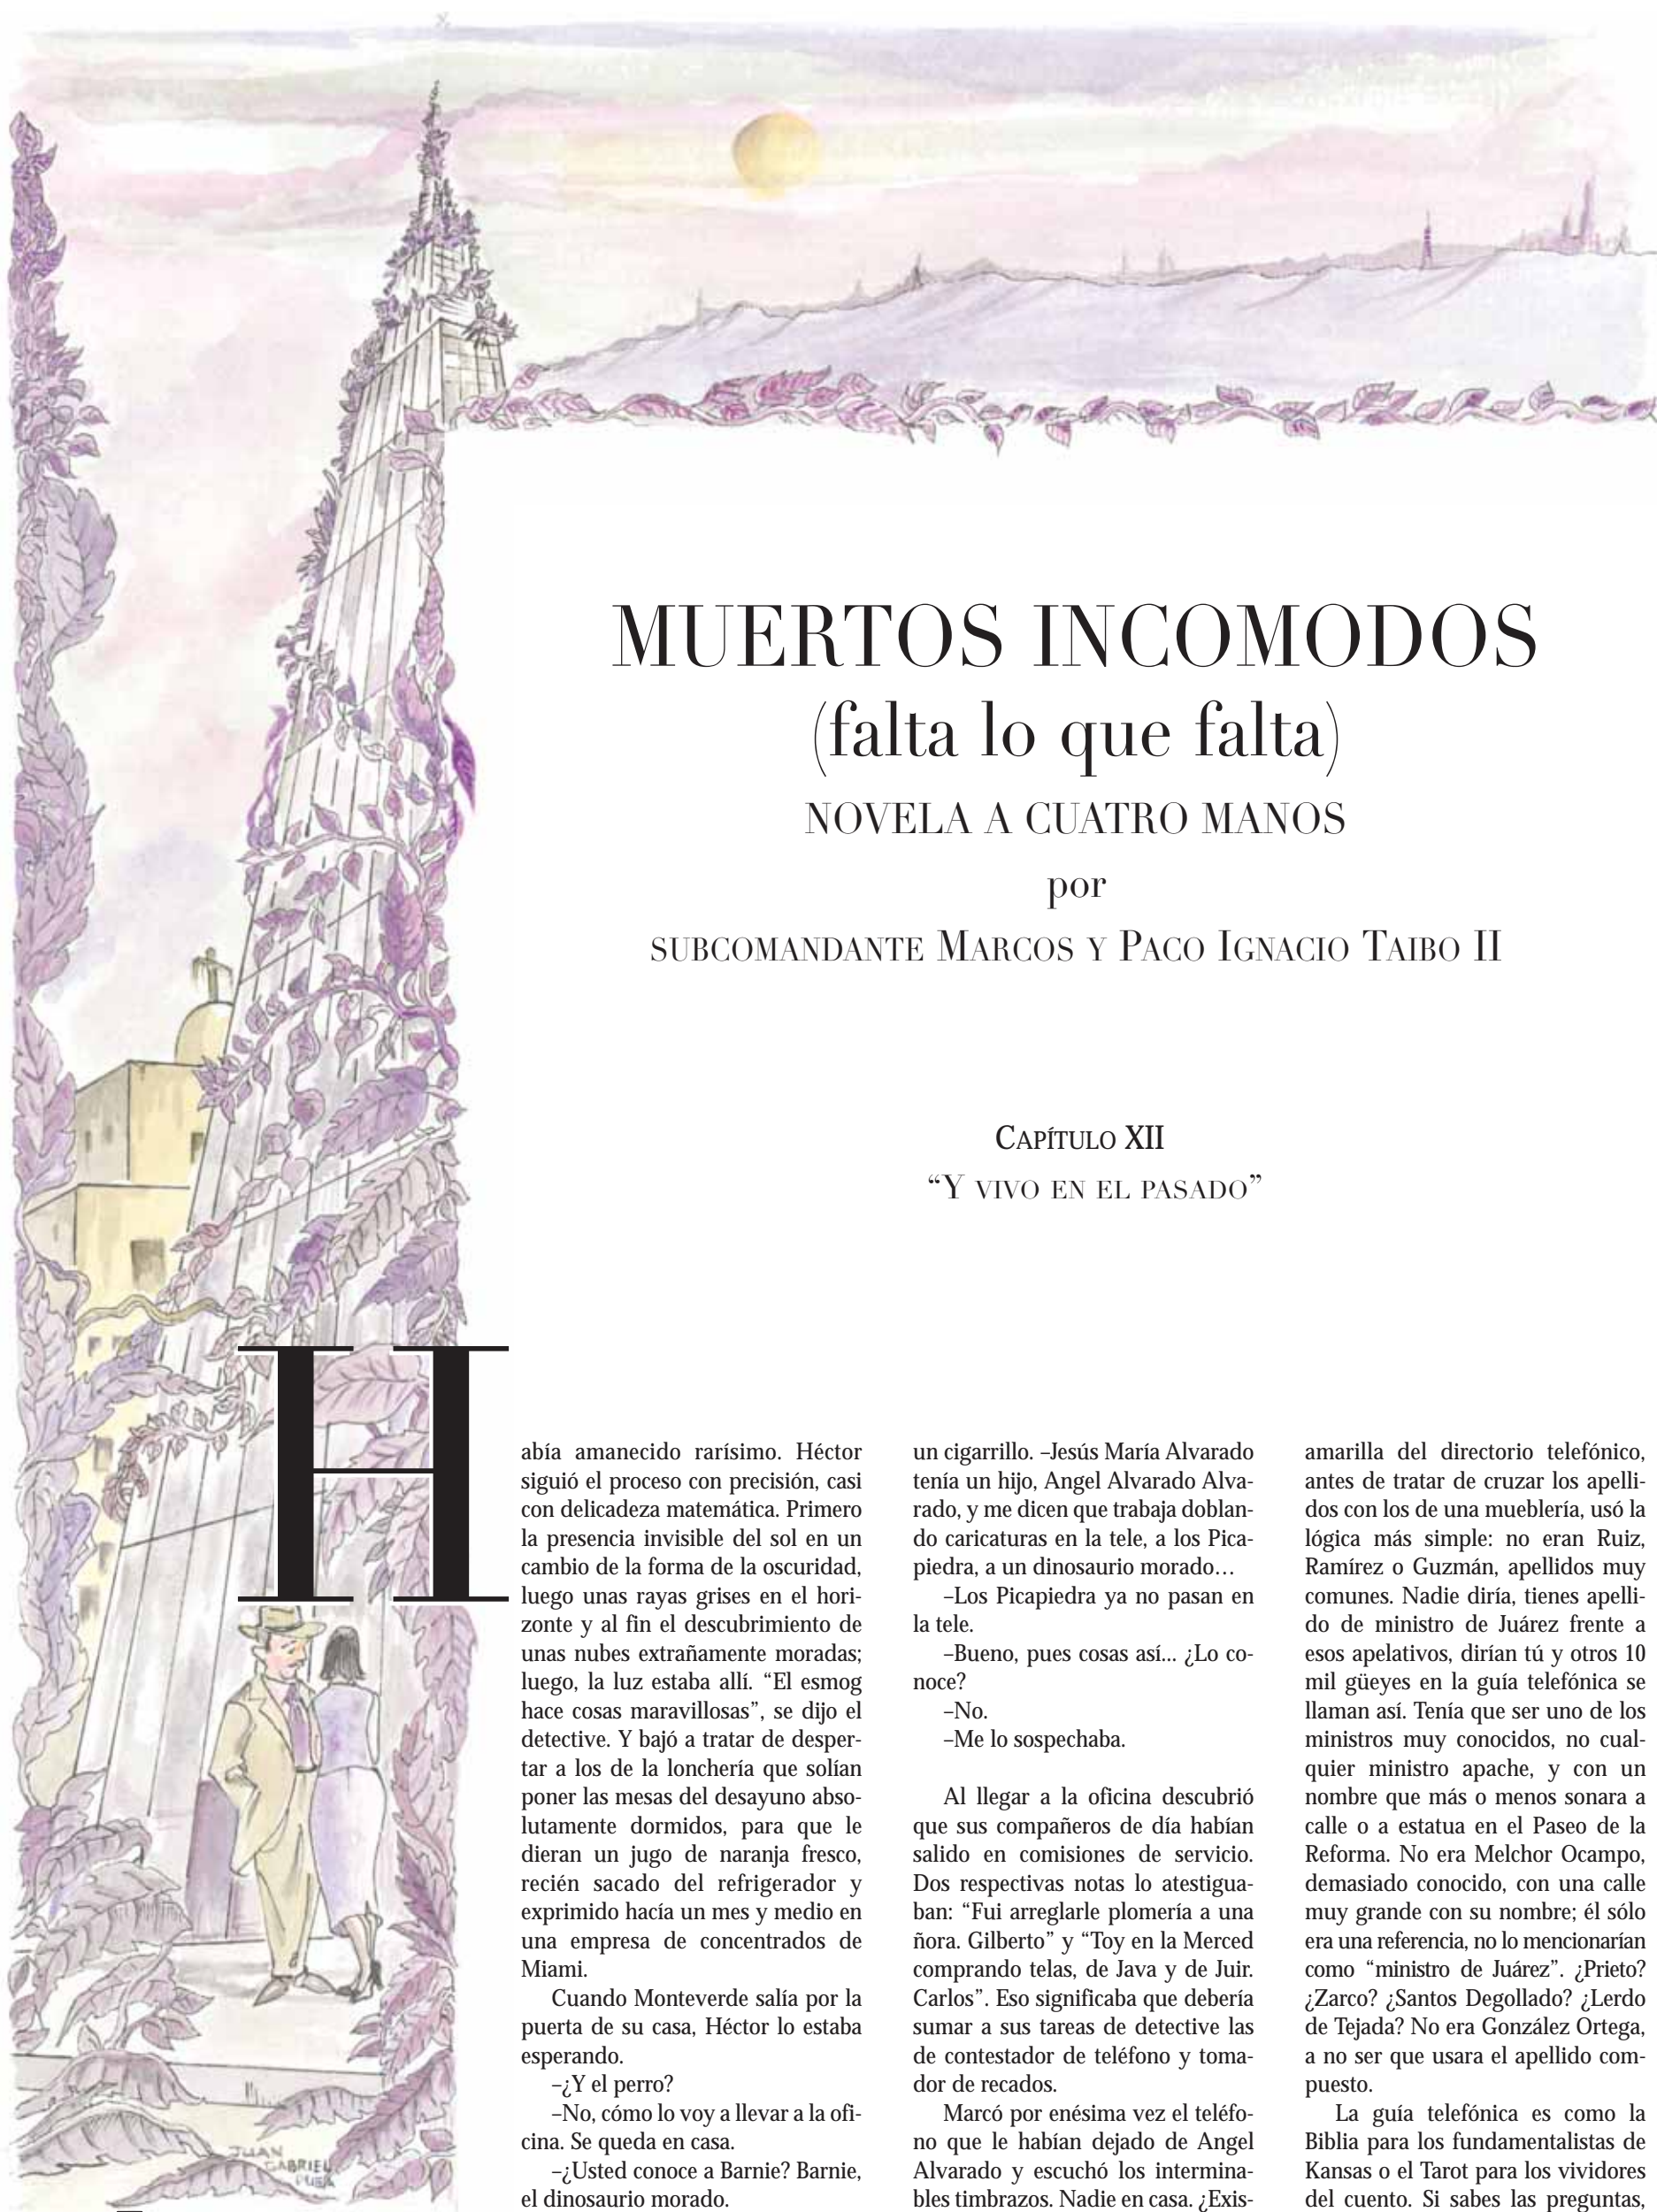 MUERTOS INCOMODOS
(falta lo que falta)
NOVELA A CUATRO MANOS
por
SUBCOMANDANTE MARCOS Y PACO IGNACIO TAIBO II
CAPÍTULO XII
“Y VIVO EN EL PASADO”
H
abía amanecido rarísimo. Héctor
siguió el proceso con precisión, casi
con delicadeza matemática. Primero
la presencia invisible del sol en un
cambio de la forma de la oscuridad,
luego unas rayas grises en el hori-
zonte y al fin el descubrimiento de
unas nubes extrañamente moradas;
luego, la luz estaba allí. “El esmog
hace cosas maravillosas”, se dijo el
detective. Y bajó a tratar de desper-
tar a los de la lonchería que solían
poner las mesas del desayuno abso-
lutamente dormidos, para que le
dieran un jugo de naranja fresco,
recién sacado del refrigerador y
exprimido hacía un mes y medio en
una empresa de concentrados de
Miami.
Cuando Monteverde salía por la
puerta de su casa, Héctor lo estaba
esperando.
–¿Y el perro?
–No, cómo lo voy a llevar a la ofi-
cina. Se queda en casa.
–¿Usted conoce a Barnie? Barnie,
el dinosaurio morado.
un cigarrillo. –Jesús María Alvarado
tenía un hijo, Angel Alvarado Alva-
rado, y me dicen que trabaja doblan-
do caricaturas en la tele, a los Pica-
piedra, a un dinosaurio morado…
–Los Picapiedra ya no pasan en
la tele.
–Bueno, pues cosas así... ¿Lo co-
noce?
–No.
–Me lo sospechaba.
Al llegar a la oficina descubrió
que sus compañeros de día habían
salido en comisiones de servicio.
Dos respectivas notas lo atestigua-
ban: “Fui arreglarle plomería a una
ñora. Gilberto” y “Toy en la Merced
comprando telas, de Java y de Juir.
Carlos”. Eso significaba que debería
sumar a sus tareas de detective las
de contestador de teléfono y toma-
dor de recados.
Marcó por enésima vez el teléfo-
no que le habían dejado de Angel
Alvarado y escuchó los intermina-
bles timbrazos. Nadie en casa. ¿Exis-
amarilla del directorio telefónico,
antes de tratar de cruzar los apelli-
dos con los de una mueblería, usó la
lógica más simple: no eran Ruiz,
Ramírez o Guzmán, apellidos muy
comunes. Nadie diría, tienes apelli-
do de ministro de Juárez frente a
esos apelativos, dirían tú y otros 10
mil güeyes en la guía telefónica se
llaman así. Tenía que ser uno de los
ministros muy conocidos, no cual-
quier ministro apache, y con un
nombre que más o menos sonara a
calle o a estatua en el Paseo de la
Reforma. No era Melchor Ocampo,
demasiado conocido, con una calle
muy grande con su nombre; él sólo
era una referencia, no lo mencionarían
como “ministro de Juárez”. ¿Prieto?
¿Zarco? ¿Santos Degollado? ¿Lerdo
de Tejada? No era González Ortega,
a no ser que usara el apellido com-
puesto.
La guía telefónica es como la
Biblia para los fundamentalistas de
Kansas o el Tarot para los vividores
del cuento. Si sabes las preguntas,
JUAN
GABRIEL